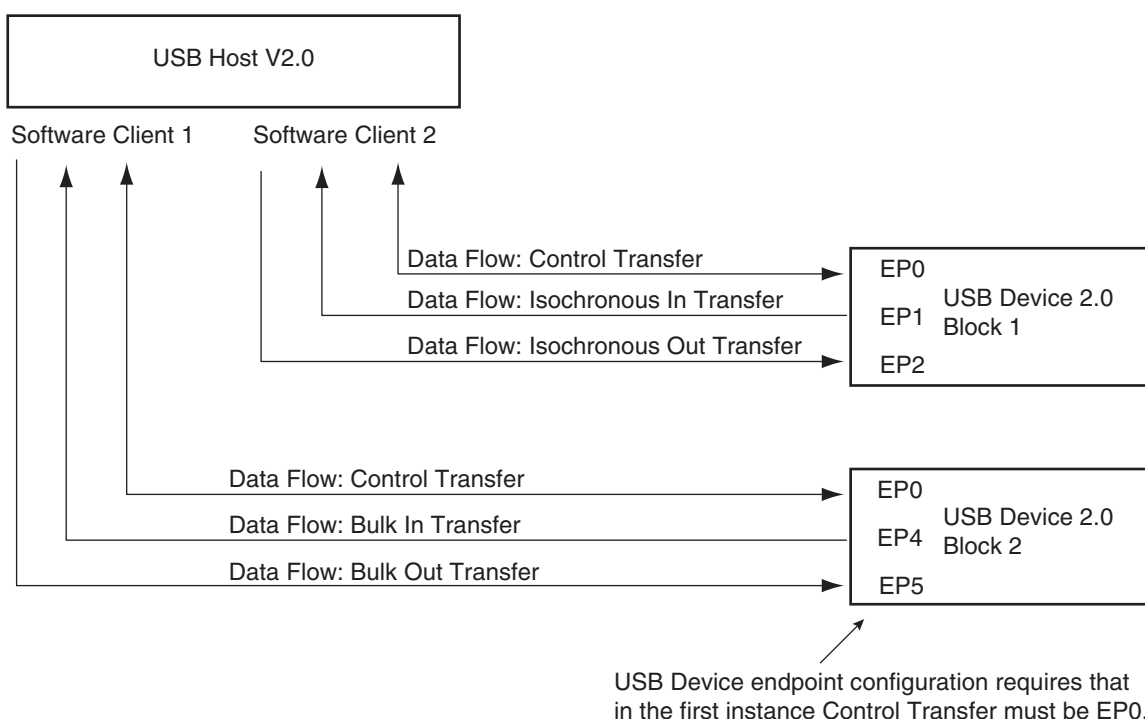 USB Host V2.0
Software Client 1
Software Client 2
Data Flow: Control Transfer
Data Flow: Isochronous In Transfer
Data Flow: Isochronous Out Transfer
EP0
EP1
EP2
USB Device 2.0
Block 1
Data Flow: Control Transfer
Data Flow: Bulk In Transfer
Data Flow: Bulk Out Transfer
EP0
EP4
EP5
USB Device 2.0
Block 2
USB Device endpoint configuration requires that
in the first instance Control Transfer must be EP0.